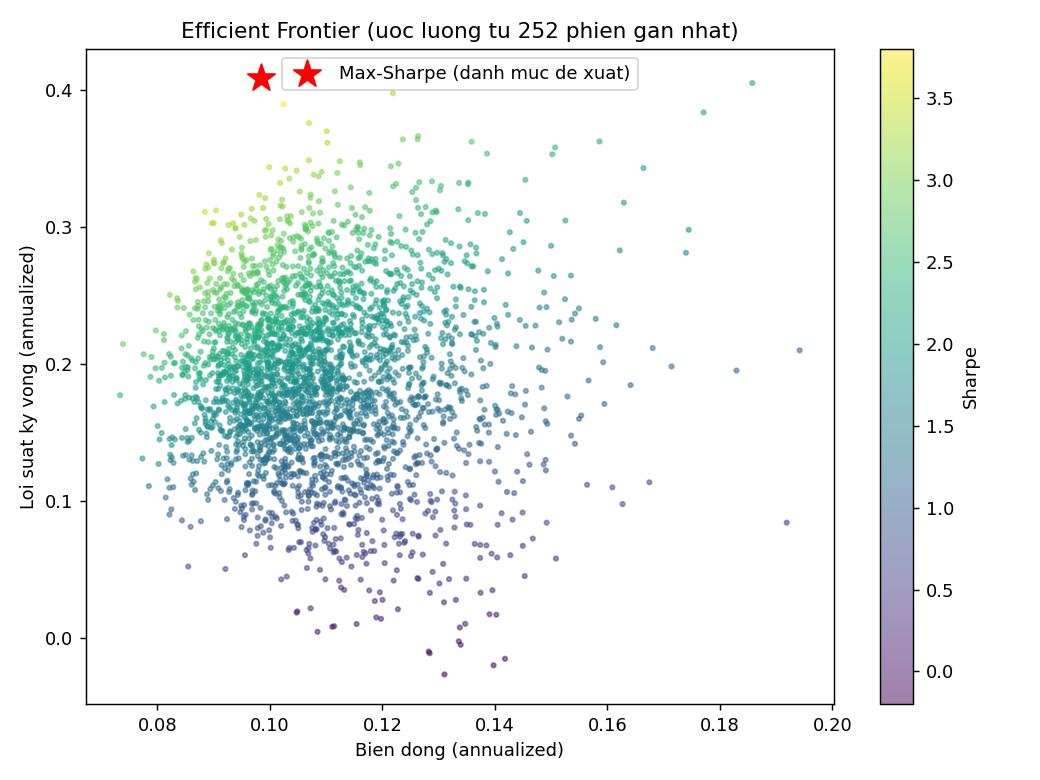 Efficient Frontier (uoc luong tu 252 phien gan nhat)
Max-Sharpe (danh muc de xuat)
Loi suat ky vong (annualized)
0.4
0.3
0.2
0.1
0.0
0.08 0.10 0.12 0.14 0.16 0.18 0.20
Bien dong (annualized)
3.5
3.0
2.5
2.0
1.5
1.0
0.5
0.0
Sharpe